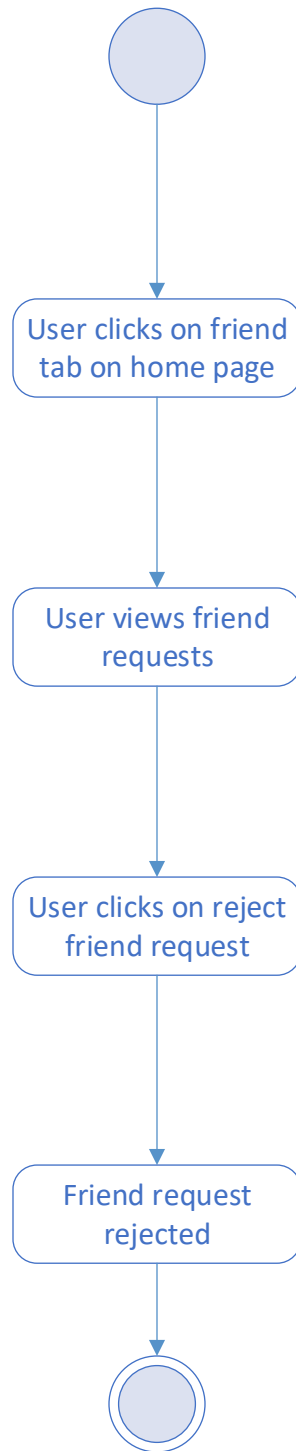 User clicks on friend
tab on home page
User views friend
requests
User clicks on reject
friend request
Friend request
rejected